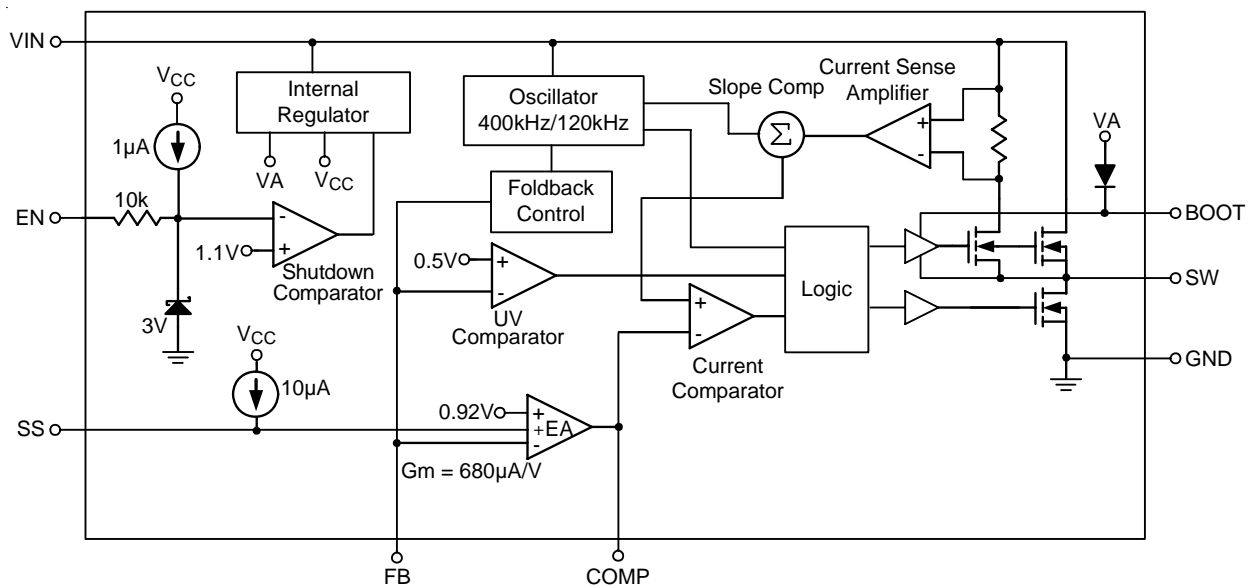 VIN
VCC
1µA
Internal
Regulator
VA
VCC
Oscillator
400kHz/120kHz
Foldback
Control
Slope Comp
Σ
Current Sense
Amplifier
+
-
VA
EN
10k
-
+
1.1V
Shutdown
Comparator
3V
0.5V
+
-
UV
Comparator
+
-
Current
Comparator
Logic
BOOT
SW
GND
VCC
10µA
SS
0.92V
+
+EA
-
Gm = 680µA/V
FB
COMP